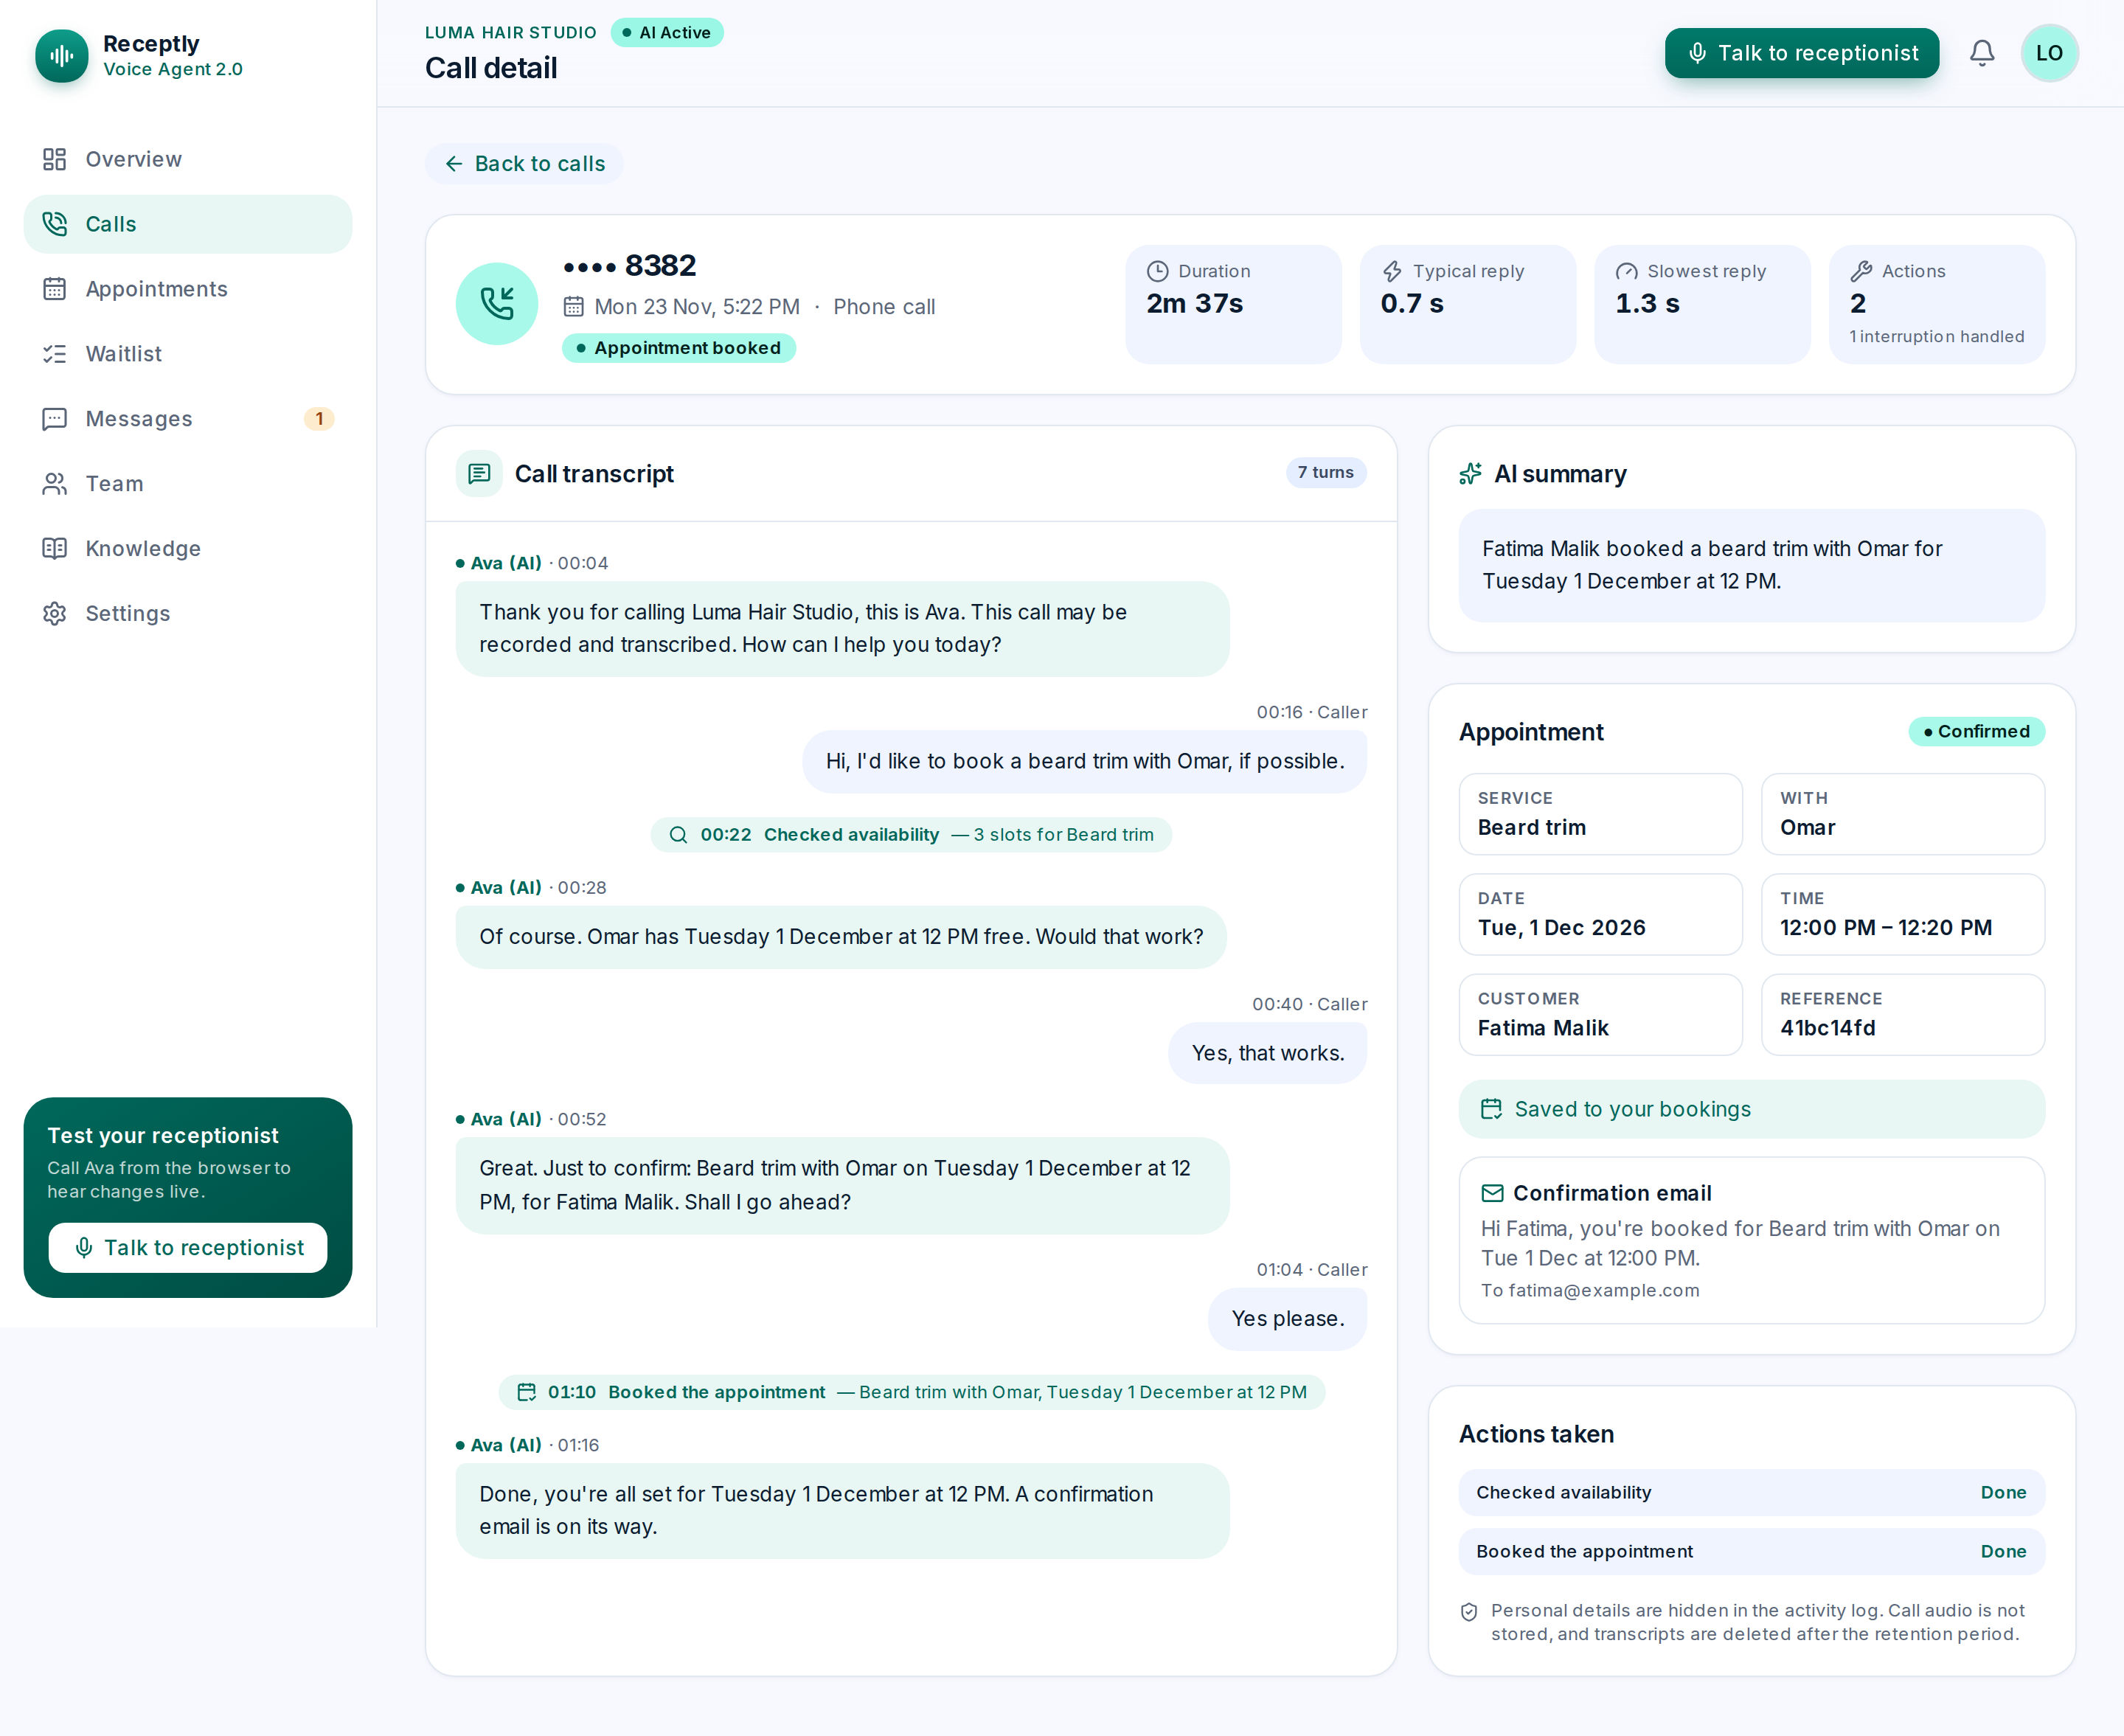 Receptly
Voice Agent 2.0
Overview
Calls
Appointments
Waitlist
Messages 1
Team
Knowledge
Settings
Test your receptionist
Call Ava from the browser to
hear changes live.
Talk to receptionist
LUMA HAIR STUDIO AI Active
Call detail
Talk to receptionist
LO
Back to calls
•••• 8382
Mon 23 Nov, 5:22 PM · Phone call
Appointment booked
Duration
2m 37s
Typical reply
0.7 s
Slowest reply
1.3 s
Actions
2
1 interruption handled
Call transcript
7 turns
Ava (AI) · 00:04
Thank you for calling Luma Hair Studio, this is Ava. This call may be
recorded and transcribed. How can I help you today?
00:16 · Caller
Hi, I'd like to book a beard trim with Omar, if possible.
00:22 Checked availability — 3 slots for Beard trim
Ava (AI) · 00:28
Of course. Omar has Tuesday 1 December at 12 PM free. Would that work?
00:40 · Caller
Yes, that works.
Ava (AI) · 00:52
Great. Just to confirm: Beard trim with Omar on Tuesday 1 December at 12
PM, for Fatima Malik. Shall I go ahead?
01:04 · Caller
Yes please.
01:10 Booked the appointment — Beard trim with Omar, Tuesday 1 December at 12 PM
Ava (AI) · 01:16
Done, you're all set for Tuesday 1 December at 12 PM. A confirmation
email is on its way.
AI summary
Fatima Malik booked a beard trim with Omar for
Tuesday 1 December at 12 PM.
Appointment
Confirmed
SERVICE
Beard trim
WITH
Omar
DATE
Tue, 1 Dec 2026
TIME
12:00 PM – 12:20 PM
CUSTOMER
Fatima Malik
REFERENCE
41bc14fd
Saved to your bookings
Confirmation email
Hi Fatima, you're booked for Beard trim with Omar on
Tue 1 Dec at 12:00 PM.
To fatima@example.com
Actions taken
Checked availability Done
Booked the appointment Done
Personal details are hidden in the activity log. Call audio is not
stored, and transcripts are deleted after the retention period.